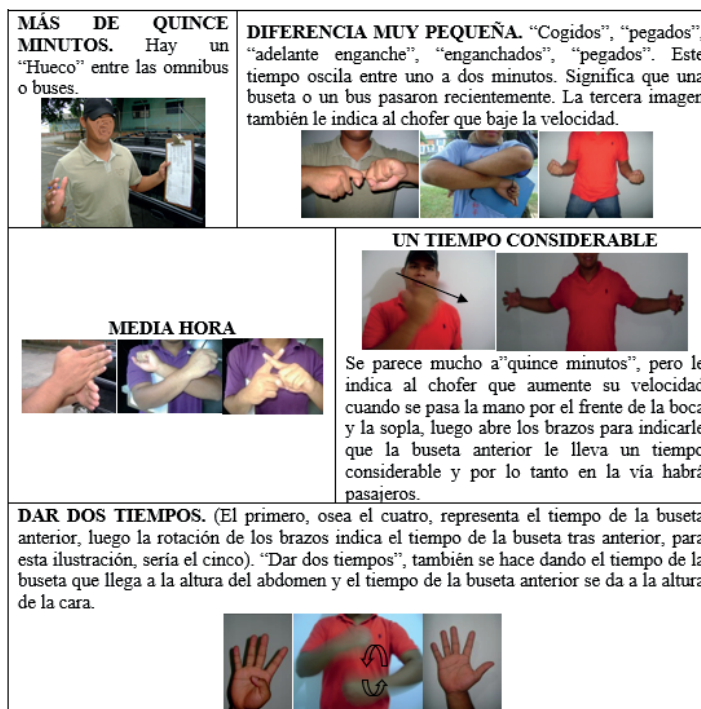 MÁS DE QUINCE
MINUTOS. Hay un
“Hueco” entre las omnibus
o buses.
DIFERENCIA MUY PEQUEÑA. “Cogidos”, “pegados”,
“adelante enganche”, “enganchados”, “pegados”. Este
tiempo oscila entre uno a dos minutos. Significa que una
buseta o un bus pasaron recientemente. La tercera imagen
también le indica al chofer que baje la velocidad.
MEDIA HORA
UN TIEMPO CONSIDERABLE
Se parece mucho a”quince minutos”, pero le
indica al chofer que aumente su velocidad
cuando se pasa la mano por el frente de la boca
y la sopla, luego abre los brazos para indicarle
que la buseta anterior le lleva un tiempo
considerable y por lo tanto en la vía habrá
pasajeros.
DAR DOS TIEMPOS. (El primero, osea el cuatro, representa el tiempo de la buseta
anterior, luego la rotación de los brazos indica el tiempo de la buseta tras anterior, para
esta ilustración, sería el cinco). “Dar dos tiempos”, también se hace dando el tiempo de la
buseta que llega a la altura del abdomen y el tiempo de la buseta anterior se da a la altura
de la cara.